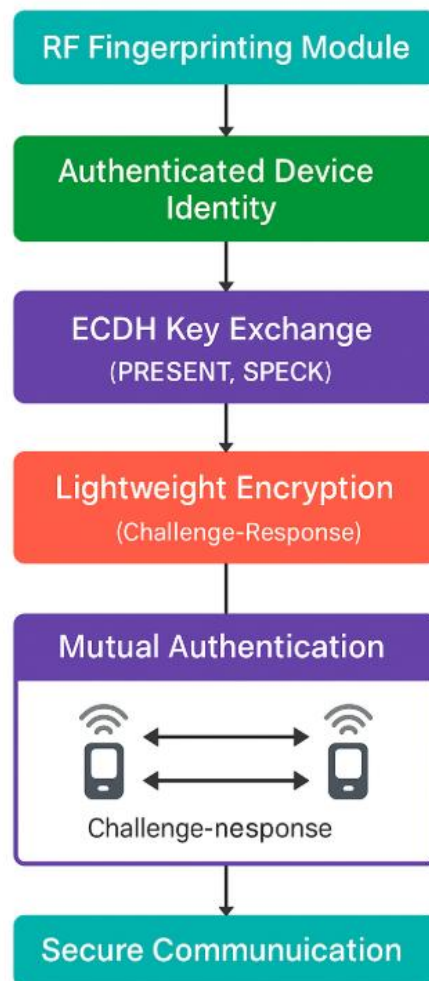 RF Fingerprinting Module
Authenticated Device
Identity
ECDH Key Exchange
(PRESENT, SPECK)
Lightweight Encryption
(Challenge-Response)
Mutual Authentication
Challenge-nesponse
Secure Communuication